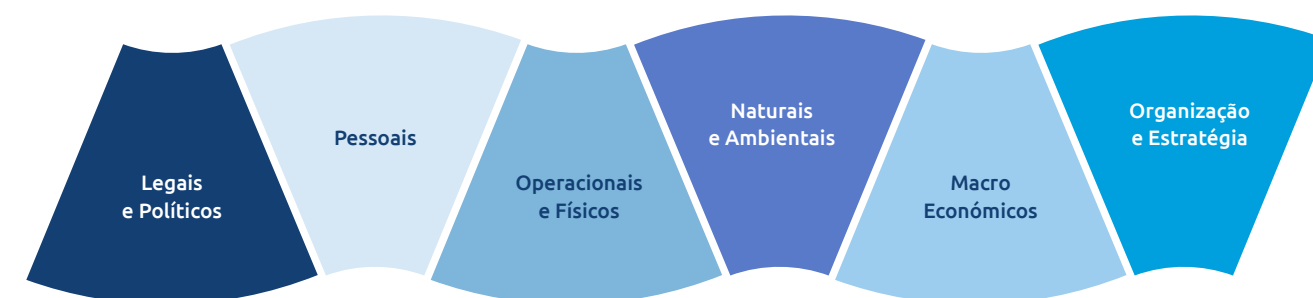 Legais
e Políticos
Pessoais
Operacionais
e Físicos
Naturais
e Ambientais
Macro
Económicos
Organização
e Estratégia